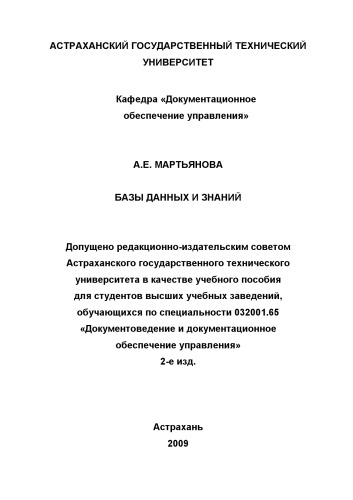 АСТРАХАНСКИЙ ГОСУДАРСТВЕННЫЙ ТЕХНИЧЕСКИЙ
УНИВЕРСИТЕТ
Кафедра «Документационное
обеспечение управления»
А.Е. МАРТЬЯНОВА
БАЗЫ ДАННЫХ И ЗНАНИЙ
Допущено редакционно-издательским советом
Астраханского государственного технического
университета в качестве учебного пособия
для студентов высших учебных заведений,
обучающихся по специальности 032001.65
«Документоведение и документационное
обеспечение управления»
2-е изд.
Астрахань
2009